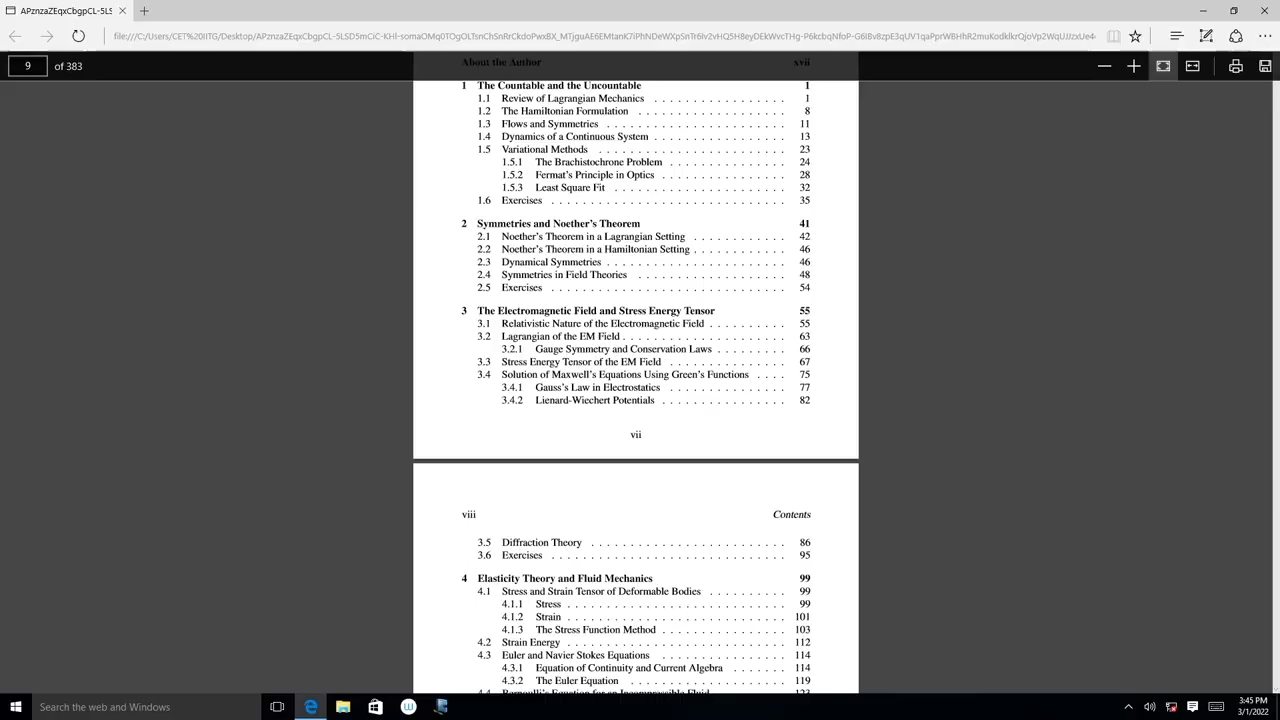 APznzaZEqxCbgpCL-5LS
9 of 383
About the Author xvii
1 The Countable and the Uncountable 1
1.1 Review of Lagrangian Mechanics . . . . . . . . . . . . . . . . . 1
1.2 The Hamiltonian Formulation . . . . . . . . . . . . . . . . . . . 8
1.3 Flows and Symmetries . . . . . . . . . . . . . . . . . . . . . . . 11
1.4 Dynamics of a Continuous System . . . . . . . . . . . . . . . . . 13
1.5 Variational Methods . . . . . . . . . . . . . . . . . . . . . . . . 23
1.5.1 The Brachistochrone Problem . . . . . . . . . . . . . . . 24
1.5.2 Fermat's Principle in Optics . . . . . . . . . . . . . . . . 28
1.5.3 Least Square Fit . . . . . . . . . . . . . . . . . . . . . . 32
1.6 Exercises . . . . . . . . . . . . . . . . . . . . . . . . . . . . . . 35
2 Symmetries and Noether's Theorem 41
2.1 Noether's Theorem in a Lagrangian Setting . . . . . . . . . . . . 42
2.2 Noether's Theorem in a Hamiltonian Setting . . . . . . . . . . . . 46
2.3 Dynamical Symmetries . . . . . . . . . . . . . . . . . . . . . . . 46
2.4 Symmetries in Field Theories . . . . . . . . . . . . . . . . . . . 48
2.5 Exercises . . . . . . . . . . . . . . . . . . . . . . . . . . . . . . 54
3 The Electromagnetic Field and Stress Energy Tensor 55
3.1 Relativistic Nature of the Electromagnetic Field . . . . . . . . . . 55
3.2 Lagrangian of the EM Field . . . . . . . . . . . . . . . . . . . . . 63
3.2.1 Gauge Symmetry and Conservation Laws . . . . . . . . . 66
3.3 Stress Energy Tensor of the EM Field . . . . . . . . . . . . . . . 67
3.4 Solution of Maxwell's Equations Using Green's Functions . . . . 75
3.4.1 Gauss's Law in Electrostatics . . . . . . . . . . . . . . . 77
3.4.2 Lienard-Wiechert Potentials . . . . . . . . . . . . . . . . 82
vii
viii Contents
3.5 Diffraction Theory . . . . . . . . . . . . . . . . . . . . . . . . . 86
3.6 Exercises . . . . . . . . . . . . . . . . . . . . . . . . . . . . . . 95
4 Elasticity Theory and Fluid Mechanics 99
4.1 Stress and Strain Tensor of Deformable Bodies . . . . . . . . . . 99
4.1.1 Stress . . . . . . . . . . . . . . . . . . . . . . . . . . . . 99
4.1.2 Strain . . . . . . . . . . . . . . . . . . . . . . . . . . . . 101
4.1.3 The Stress Function Method . . . . . . . . . . . . . . . . 103
4.2 Strain Energy . . . . . . . . . . . . . . . . . . . . . . . . . . . . 112
4.3 Euler and Navier Stokes Equations . . . . . . . . . . . . . . . . 114
4.3.1 Equation of Continuity and Current Algebra . . . . . . . 114
4.3.2 The Euler Equation . . . . . . . . . . . . . . . . . . . . 119
4.4 Bernoulli's Equation for an Incompressible Fluid 123
Search the web and Windows
3:45 PM
3/1/2022